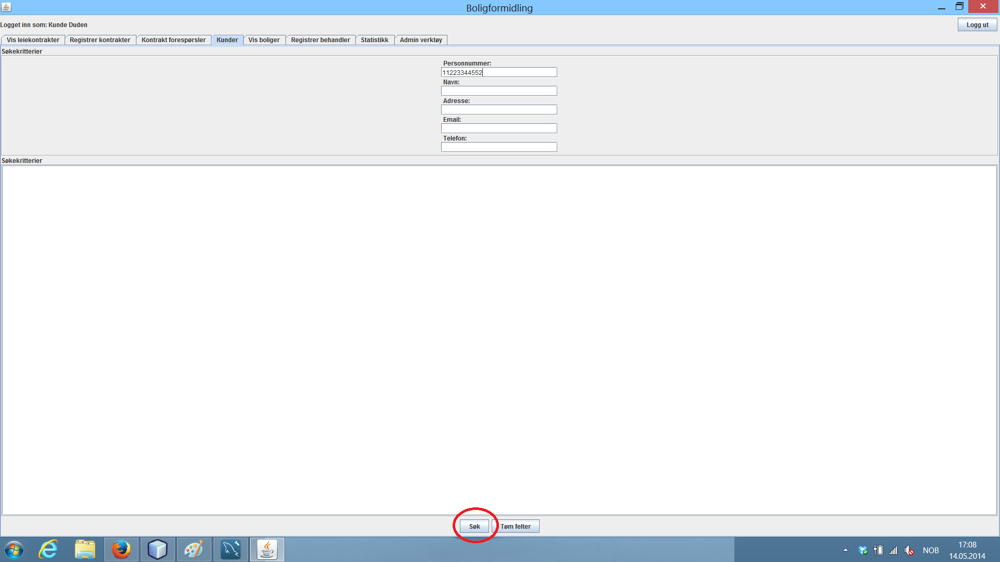 Boligformidling
Logget inn som: Kunde Duden
Logg ut
Vis leiekontrakter Registrer kontrakter Kontrakt forespørsler Kunder Vis boliger Registrer behandler Statistikk Admin verktøy
Søkekritterier
Personnummer:
11223344552
Navn:
Adresse:
Email:
Telefon:
Søkekritterier
Søk Tøm felter
NOB
17:08
14.05.2014